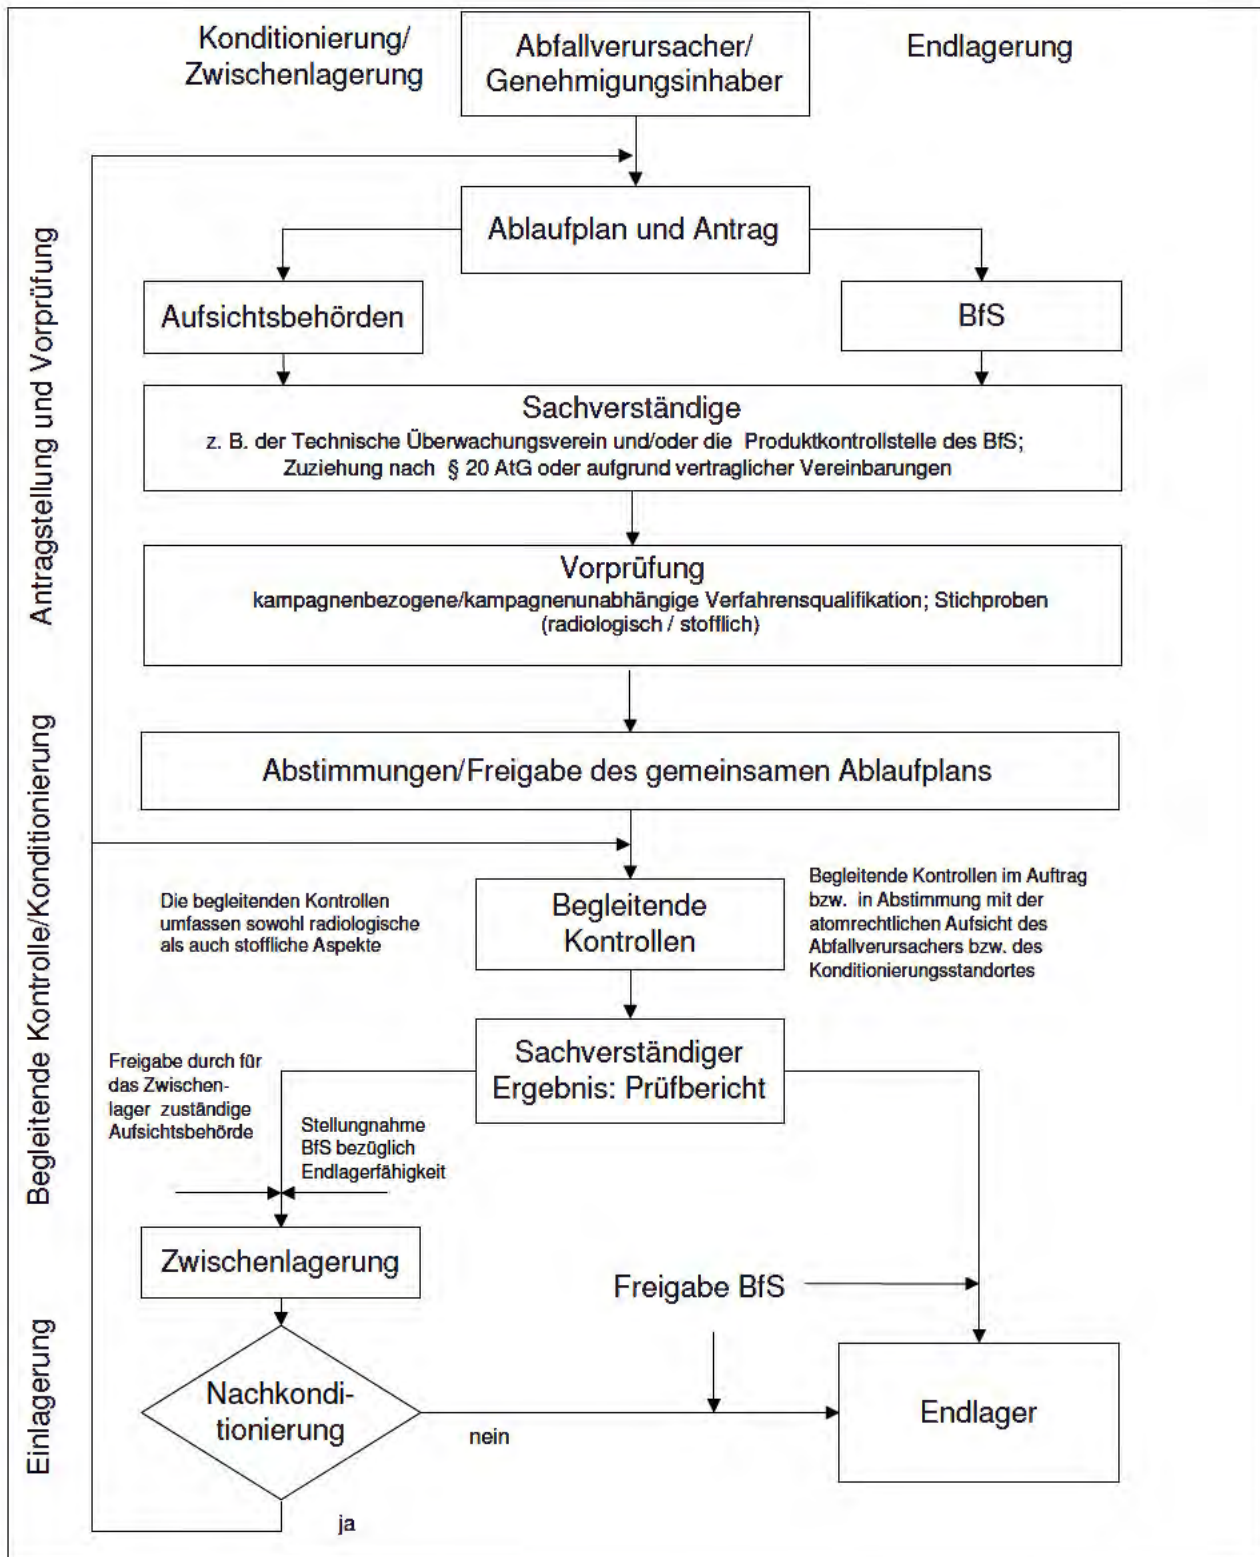 Konditionierung/
Zwischenlagerung
Abfallverursacher/
Genehmigungsinhaber
Endlagerung
Antragstellung und Vorprüfung
Ablaufplan und Antrag
Aufsichtsbehörden
BfS
Sachverständige
z. B. der Technische Überwachungsverein und/oder die Produktkontrollstelle des BfS;
Zuziehung nach § 20 AtG oder aufgrund vertraglicher Vereinbarungen
Vorprüfung
kampagnenbezogene/kampagnenunabhängige Verfahrensqualifikation; Stichproben
(radiologisch / stofflich)
Begleitende Kontrolle/Konditionierung
Abstimmungen/Freigabe des gemeinsamen Ablaufplans
Die begleitenden Kontrollen
umfassen sowohl radiologische
als auch stoffliche Aspekte
Begleitende
Kontrollen
Begleitende Kontrollen im Auftrag
bzw. in Abstimmung mit der
atomrechtlichen Aufsicht des
Abfallverursachers bzw. des
Konditionierungsstandortes
Sachverständiger
Ergebnis: Prüfbericht
Freigabe durch für
das Zwischen-
lager zuständige
Aufsichtsbehörde
Stellungnahme
BfS bezüglich
Endlagerfähigkeit
Einlagerung
Zwischenlagerung
Freigabe BfS
Nachkondi-
tionierung
nein
Endlager
ja